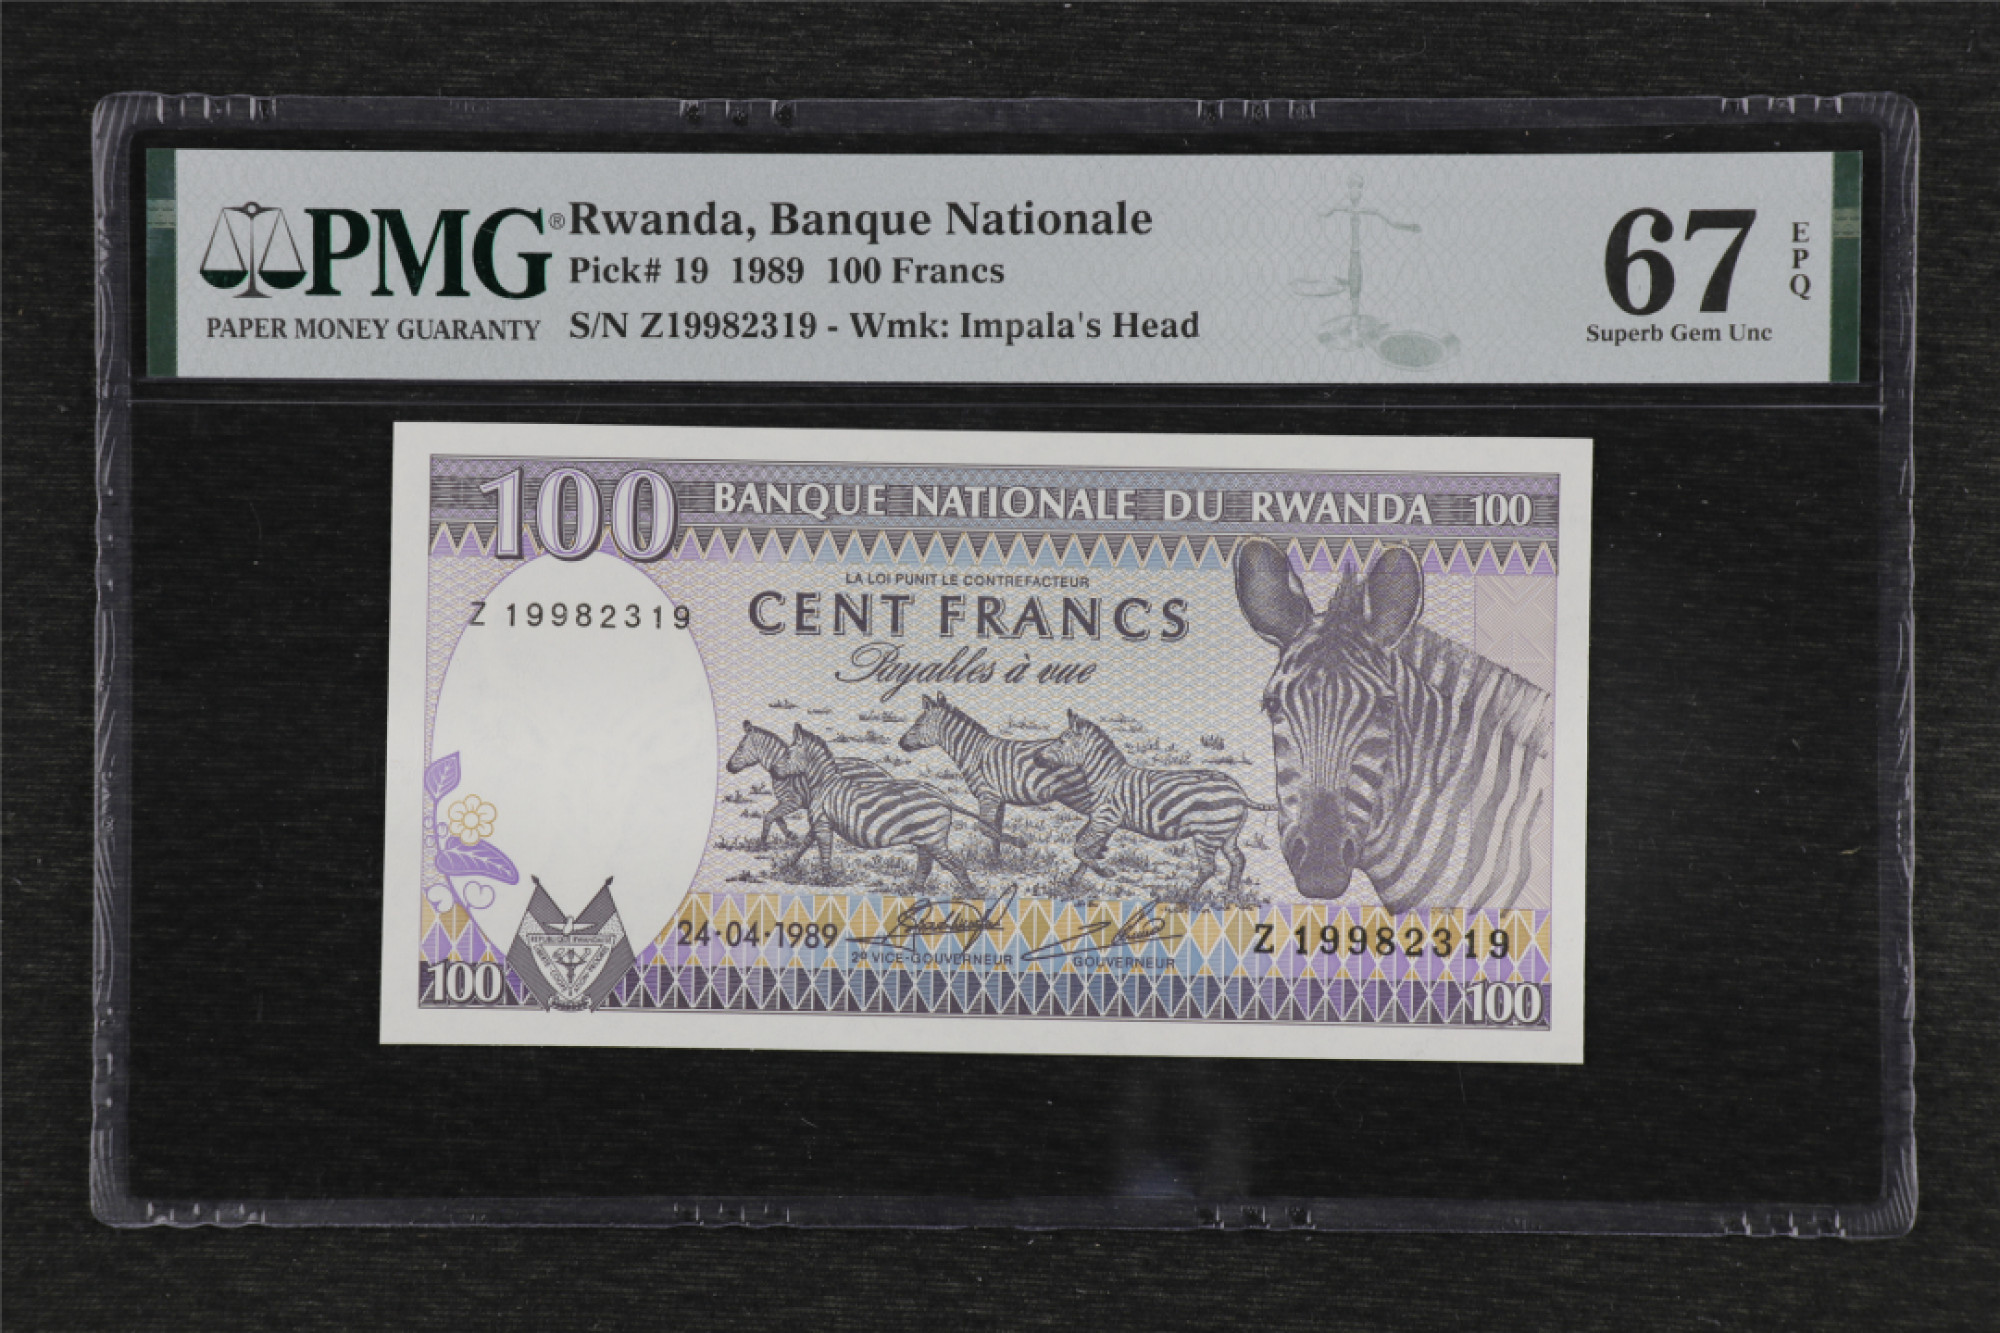 PMG®
PAPER MONEY GUARANTY
Rwanda, Banque Nationale
Pick# 19 1989 100 Francs
S/N Z19982319 - Wmk: Impala's Head
67
EPQ
Superb Gem Unc
100 BANQUE NATIONALE DU RWANDA 100
LA LOI PUNIT LE CONTREFACTEUR
Z 19982319
CENT FRANCS
Payables à vue
24·04·1989
2e VICE-GOUVERNEUR
GOUVERNEUR
Z 19982319
100
100